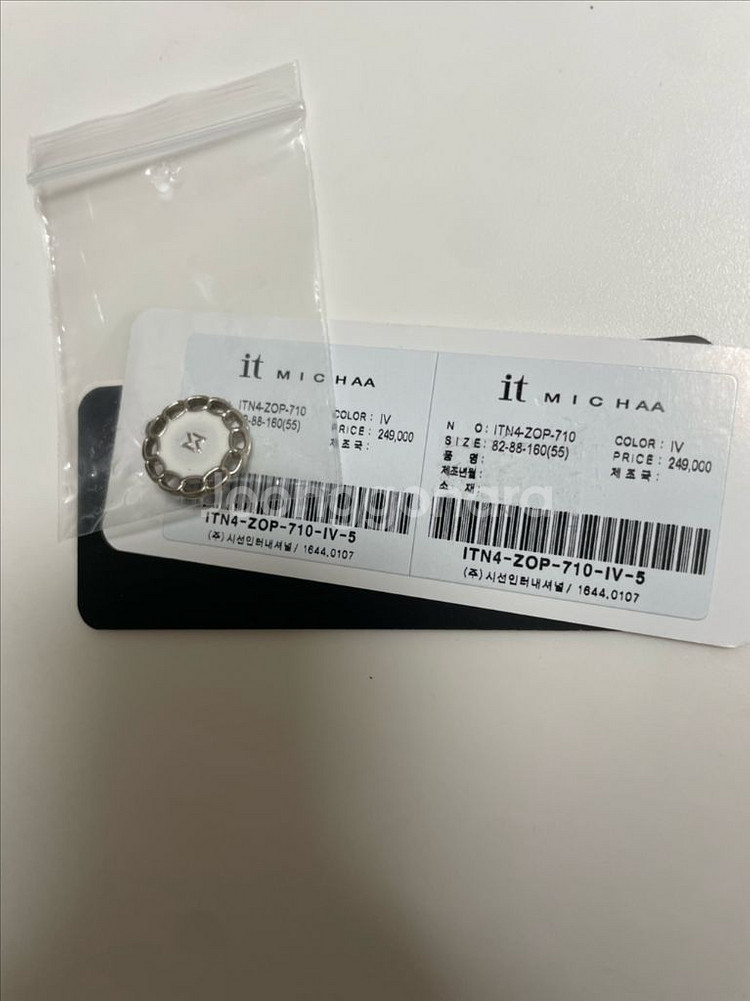 it MICHAA
ITN4-ZOP-710
82-88-160(55)
COLOR : IV
PRICE : 249,000
제 조 국 :
ITN4-ZOP-710-IV-5
(주)시선인터내셔널/ 1644.0107
it MICHAA
N O: ITN4-ZOP-710
SIZE: 82-88-160(55)
품 명:
제조년월:
소 재:
COLOR : IV
PRICE : 249,000
제 조 국 :
ITN4-ZOP-710-IV-5
(주)시선인터내셔널/ 1644.0107
joonggonara